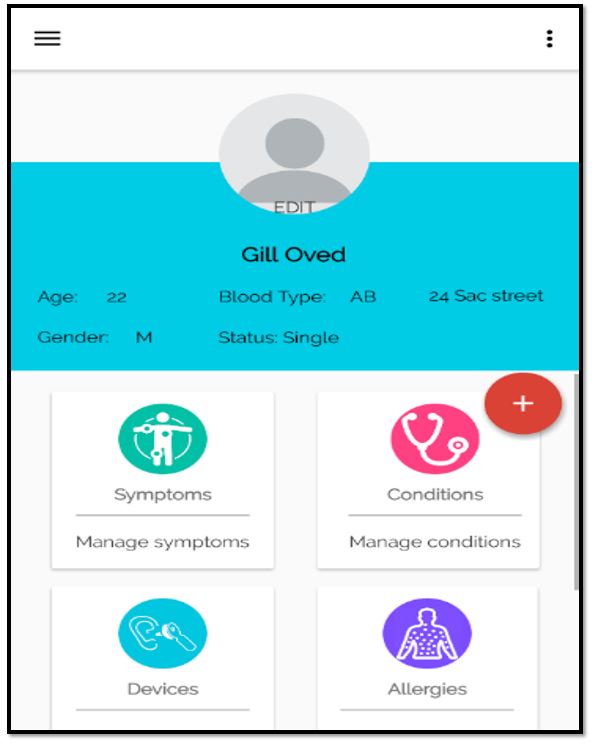 EDIT
Gill Oved
Age: 22 Blood Type: AB 24 Sac street
Gender: M Status: Single
+
Symptoms Conditions
Manage symptoms Manage conditions
Devices Allergies